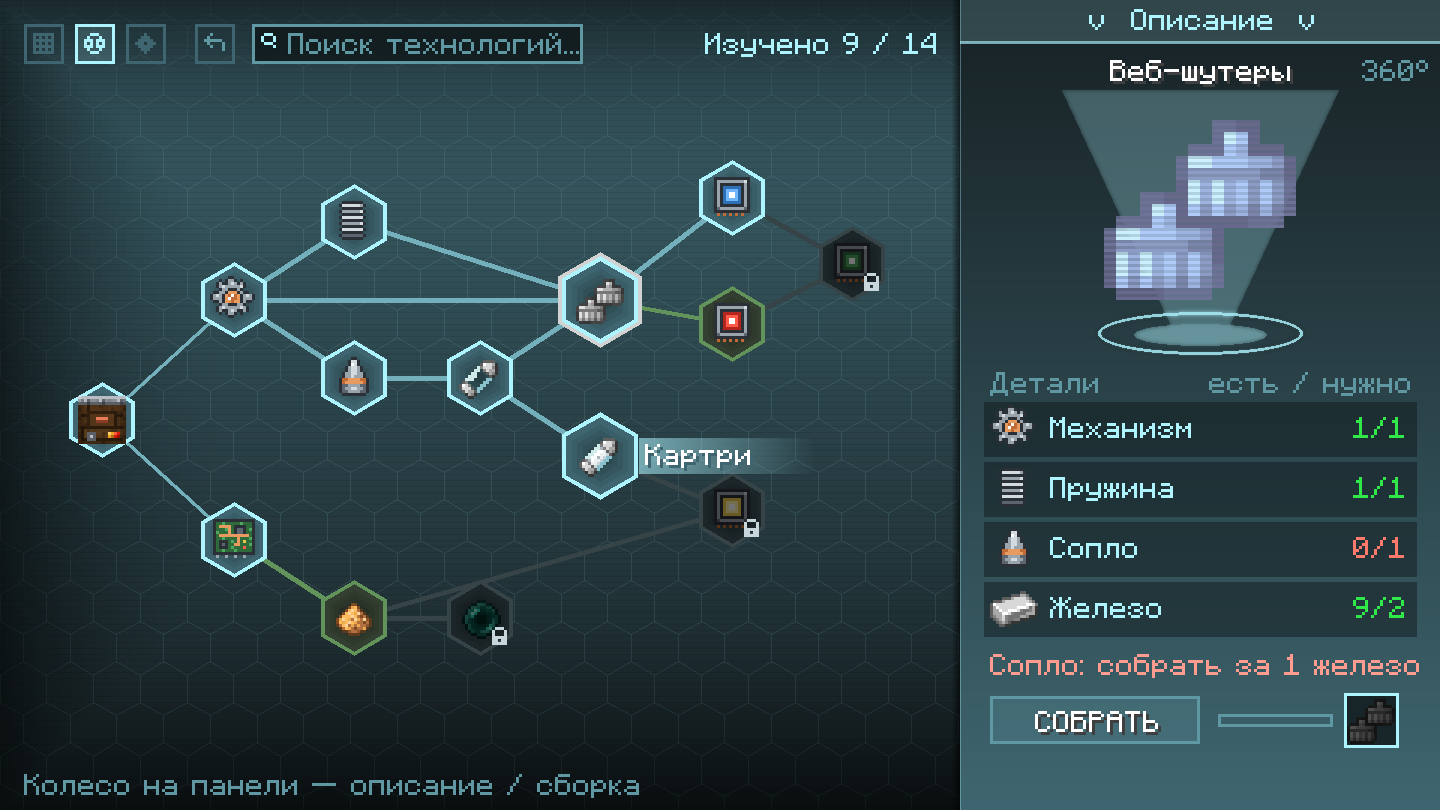 Поиск технологий...
Изучено 9 / 14
v Описание v
Веб-шутеры
360°
Картри
Детали есть / нужно
Механизм 1/1
Пружина 1/1
Сопло 0/1
Железо 9/2
Сопло: собрать за 1 железо
СОБРАТЬ
Колесо на панели — описание / сборка